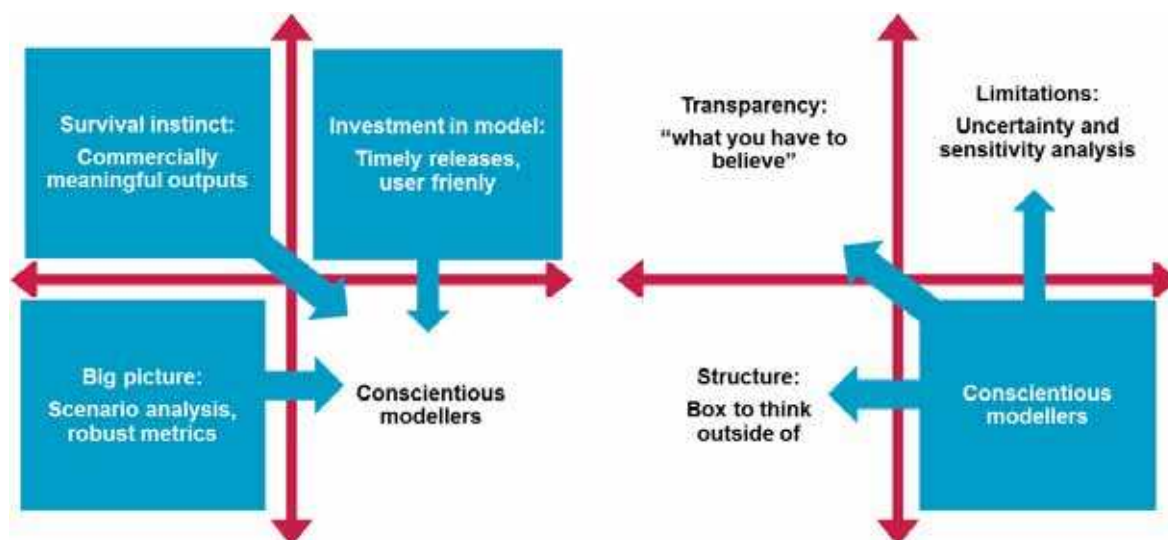 Survival instinct:
Commercially
meaningful outputs
Investment in model:
Timely releases,
user frienly
Big picture:
Scenario analysis,
robust metrics
Conscientious
modellers
Transparency:
“what you have to
believe”
Limitations:
Uncertainty and
sensitivity analysis
Structure:
Box to think
outside of
Conscientious
modellers